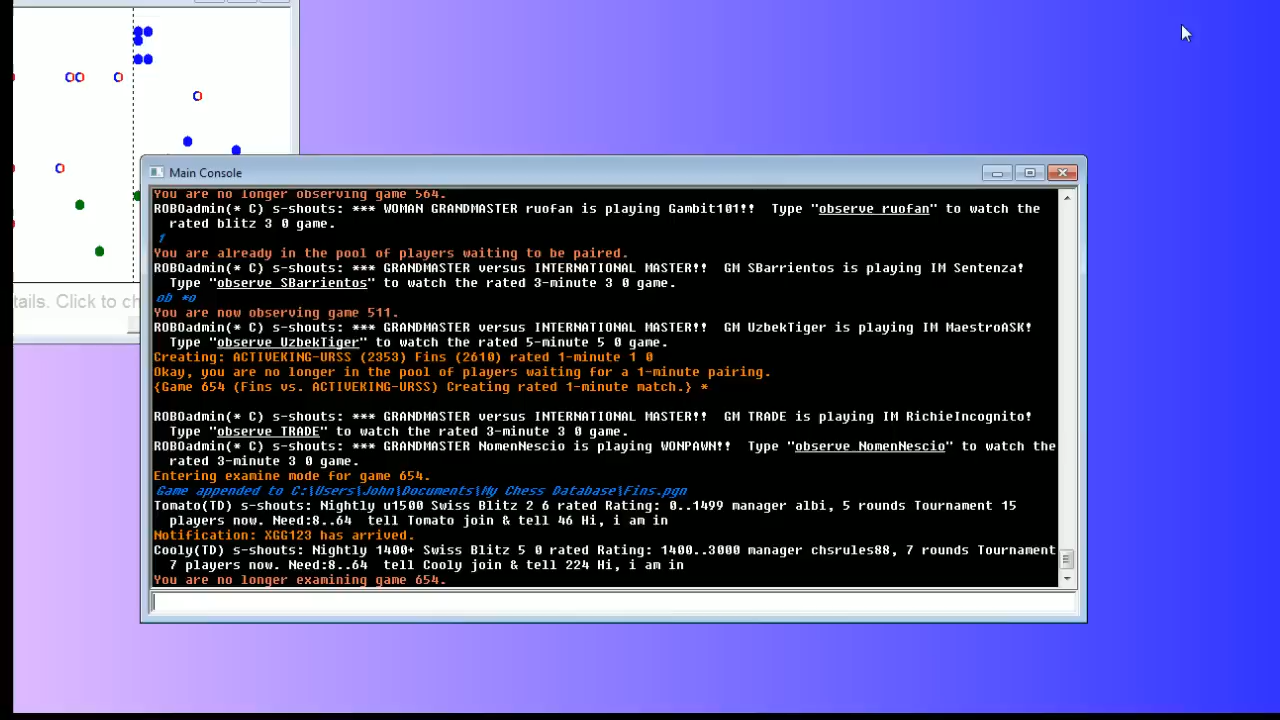 Main Console
You are no longer observing game 564.
ROBOadmin(* C) s-shouts: *** WOMAN GRANDMASTER ruofan is playing Gambit101!!  Type "observe ruofan" to watch the
rated blitz 3 0 game.
1
You are already in the pool of players waiting to be paired.
ROBOadmin(* C) s-shouts: *** GRANDMASTER versus INTERNATIONAL MASTER!!  GM SBarrientos is playing IM Sentenza!
Type "observe SBarrientos" to watch the rated 3-minute 3 0 game.
ob *o
You are now observing game 511.
ROBOadmin(* C) s-shouts: *** GRANDMASTER versus INTERNATIONAL MASTER!!  GM UzbekTiger is playing IM MaestroASK!
Type "observe UzbekTiger" to watch the rated 5-minute 5 0 game.
Creating: ACTIVEKING-URSS (2353) Fins (2610) rated 1-minute 1 0
Okay, you are no longer in the pool of players waiting for a 1-minute pairing.
{Game 654 (Fins vs. ACTIVEKING-URSS) Creating rated 1-minute match.} *
ROBOadmin(* C) s-shouts: *** GRANDMASTER versus INTERNATIONAL MASTER!!  GM TRADE is playing IM RichieIncognito!
Type "observe TRADE" to watch the rated 3-minute 3 0 game.
ROBOadmin(* C) s-shouts: *** GRANDMASTER NomenNescio is playing WONPAWN!!  Type "observe NomenNescio" to watch the
rated 3-minute 3 0 game.
Entering examine mode for game 654.
Game appended to C:\Users\John\Documents\My Chess Database\Fins.pgn
Tomato(TD) s-shouts: Nightly u1500 Swiss Blitz 2 6 rated Rating: 0..1499 manager albi, 5 rounds Tournament 15
players now. Need:8..64  tell Tomato join & tell 46 Hi, i am in
Notification: XGG123 has arrived.
Cooly(TD) s-shouts: Nightly 1400+ Swiss Blitz 5 0 rated Rating: 1400..3000 manager chsrules88, 7 rounds Tournament
7 players now. Need:8..64  tell Cooly join & tell 224 Hi, i am in
You are no longer examining game 654.
tails. Click to ch